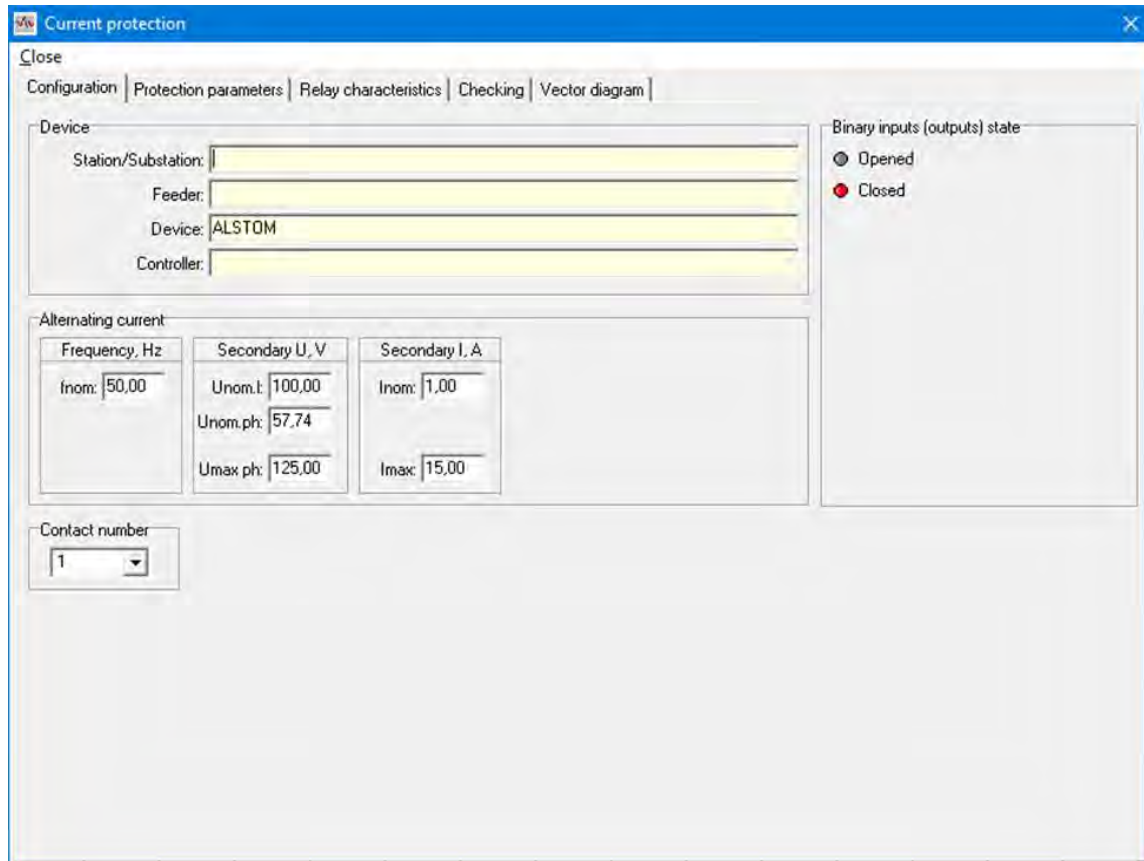 Current protection
Close
Configuration Protection parameters Relay characteristics Checking Vector diagram
Device
Station/Substation:
Feeder:
Device: ALSTOM
Controller:
Binary inputs (outputs) state
Opened
Closed
Alternating current
Frequency, Hz
fnom: 50,00
Secondary U, V
Unom.l: 100,00
Unom.ph: 57,74
Umax ph: 125,00
Secondary I, A
Inom: 1,00
Imax: 15,00
Contact number
1